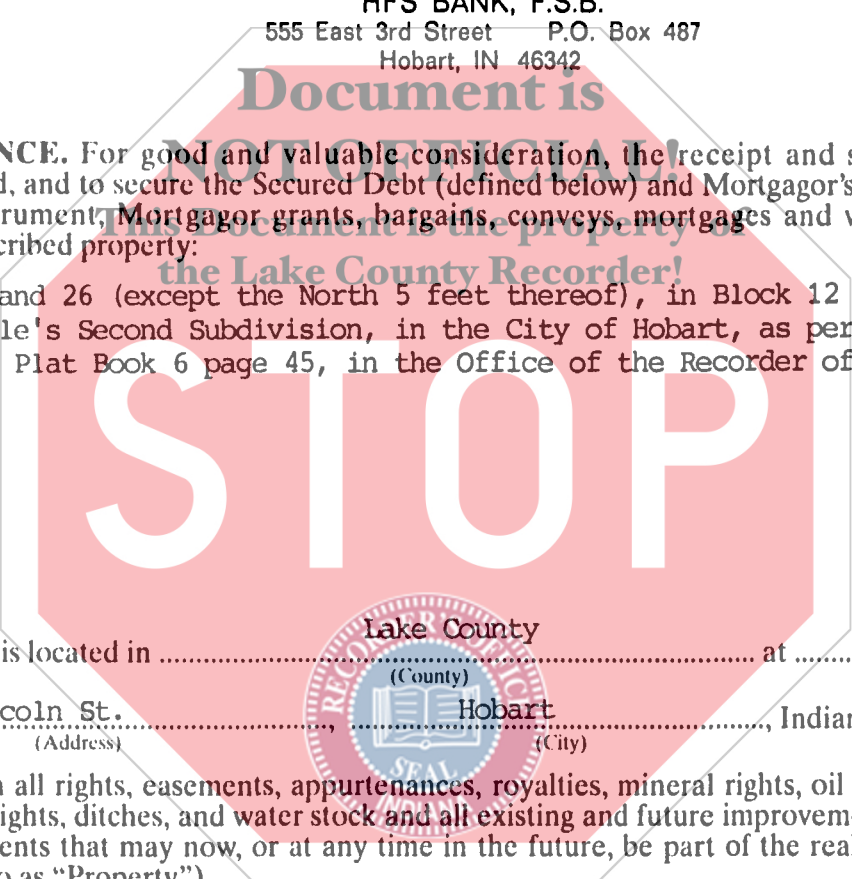 HFS BANK, F.S.B.
555 East 3rd Street P.O. Box 487
Hobart, IN 46342
Document is
NCE. For good and valuable consideration, the receipt and s
NOT OFFICIAL!
d, and to secure the Secured Debt (defined below) and Mortgagor's
rument, Mortgagor grants, bargains, conveys, mortgages and w
This Document is the property of
cribed property:
the Lake County Recorder!
and 26 (except the North 5 feet thereof), in Block 12
le's Second Subdivision, in the City of Hobart, as per
Plat Book 6 page 45, in the Office of the Recorder of
STOP
Lake County
is located in ........ at ........
(County)
coln St. ........, ........ Hobart ........, Indian
(Address) (City)
RECORDER'S OFFICE
SEAL
INDIANA
n all rights, easements, appurtenances, royalties, mineral rights, oil
ights, ditches, and water stock and all existing and future improvem
ents that may now, or at any time in the future, be part of the real
o as "Property").